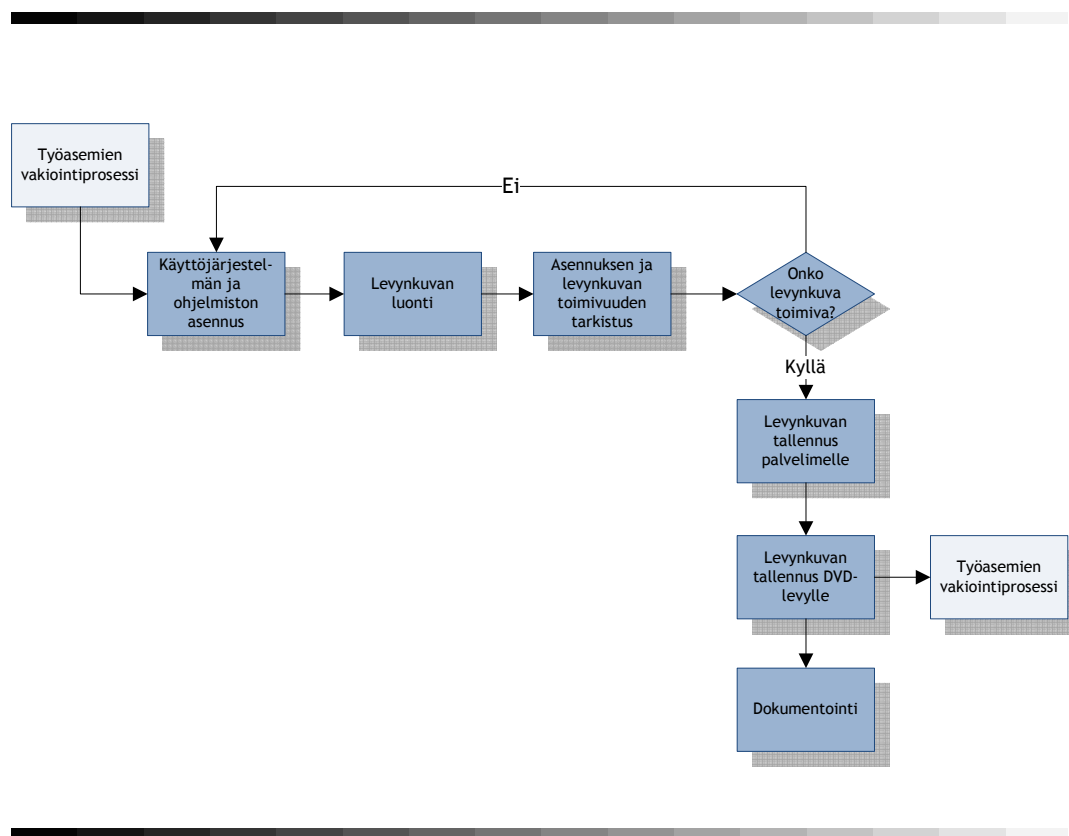 Työasemien
vakiointiprosessi
Ei
Käyttöjärjestel-
män ja
ohjelmiston
asennus
Levynkuvan
luonti
Asennuksen ja
levynkuvan
toimivuuden
tarkistus
Onko
levynkuva
toimiva?
Kyllä
Levynkuvan
tallennus
palvelimelle
Levynkuvan
tallennus DVD-
levylle
Työasemien
vakiointiprosessi
Dokumentointi